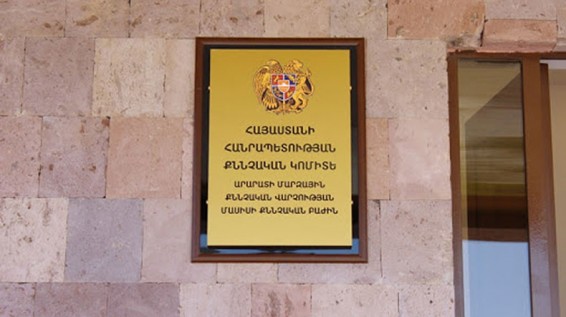 ՀԱՅԱՍՏԱՆԻ
ՀԱՆՐԱՊԵՏՈՒԹՅԱՆ
ՔՆՆՉԱԿԱՆ ԿՈՄԻՏԵ
ԱՐԱՐԱՏԻ ՄԱՐԶԱՅԻՆ
ՔՆՆՉԱԿԱՆ ՎԱՐՉՈՒԹՅԱՆ
ՄԱՍԻՍԻ ՔՆՆՉԱԿԱՆ ԲԱԺԻՆ